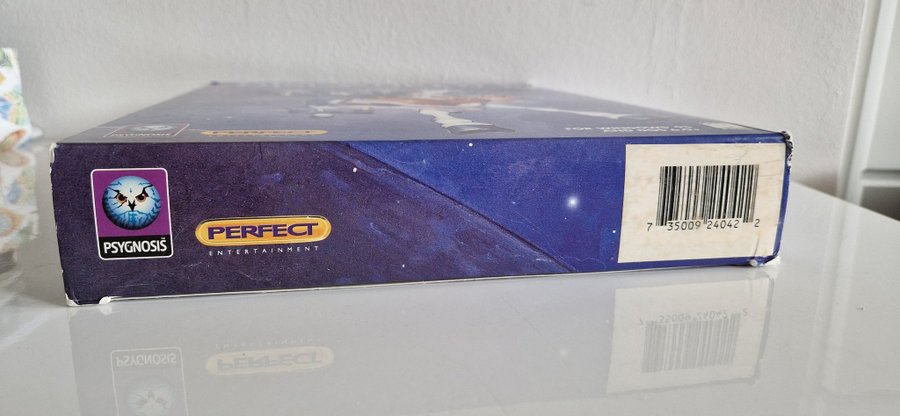 PSYGNOSIS
PERFECT
ENTERTAINMENT
7 35009 24042 2